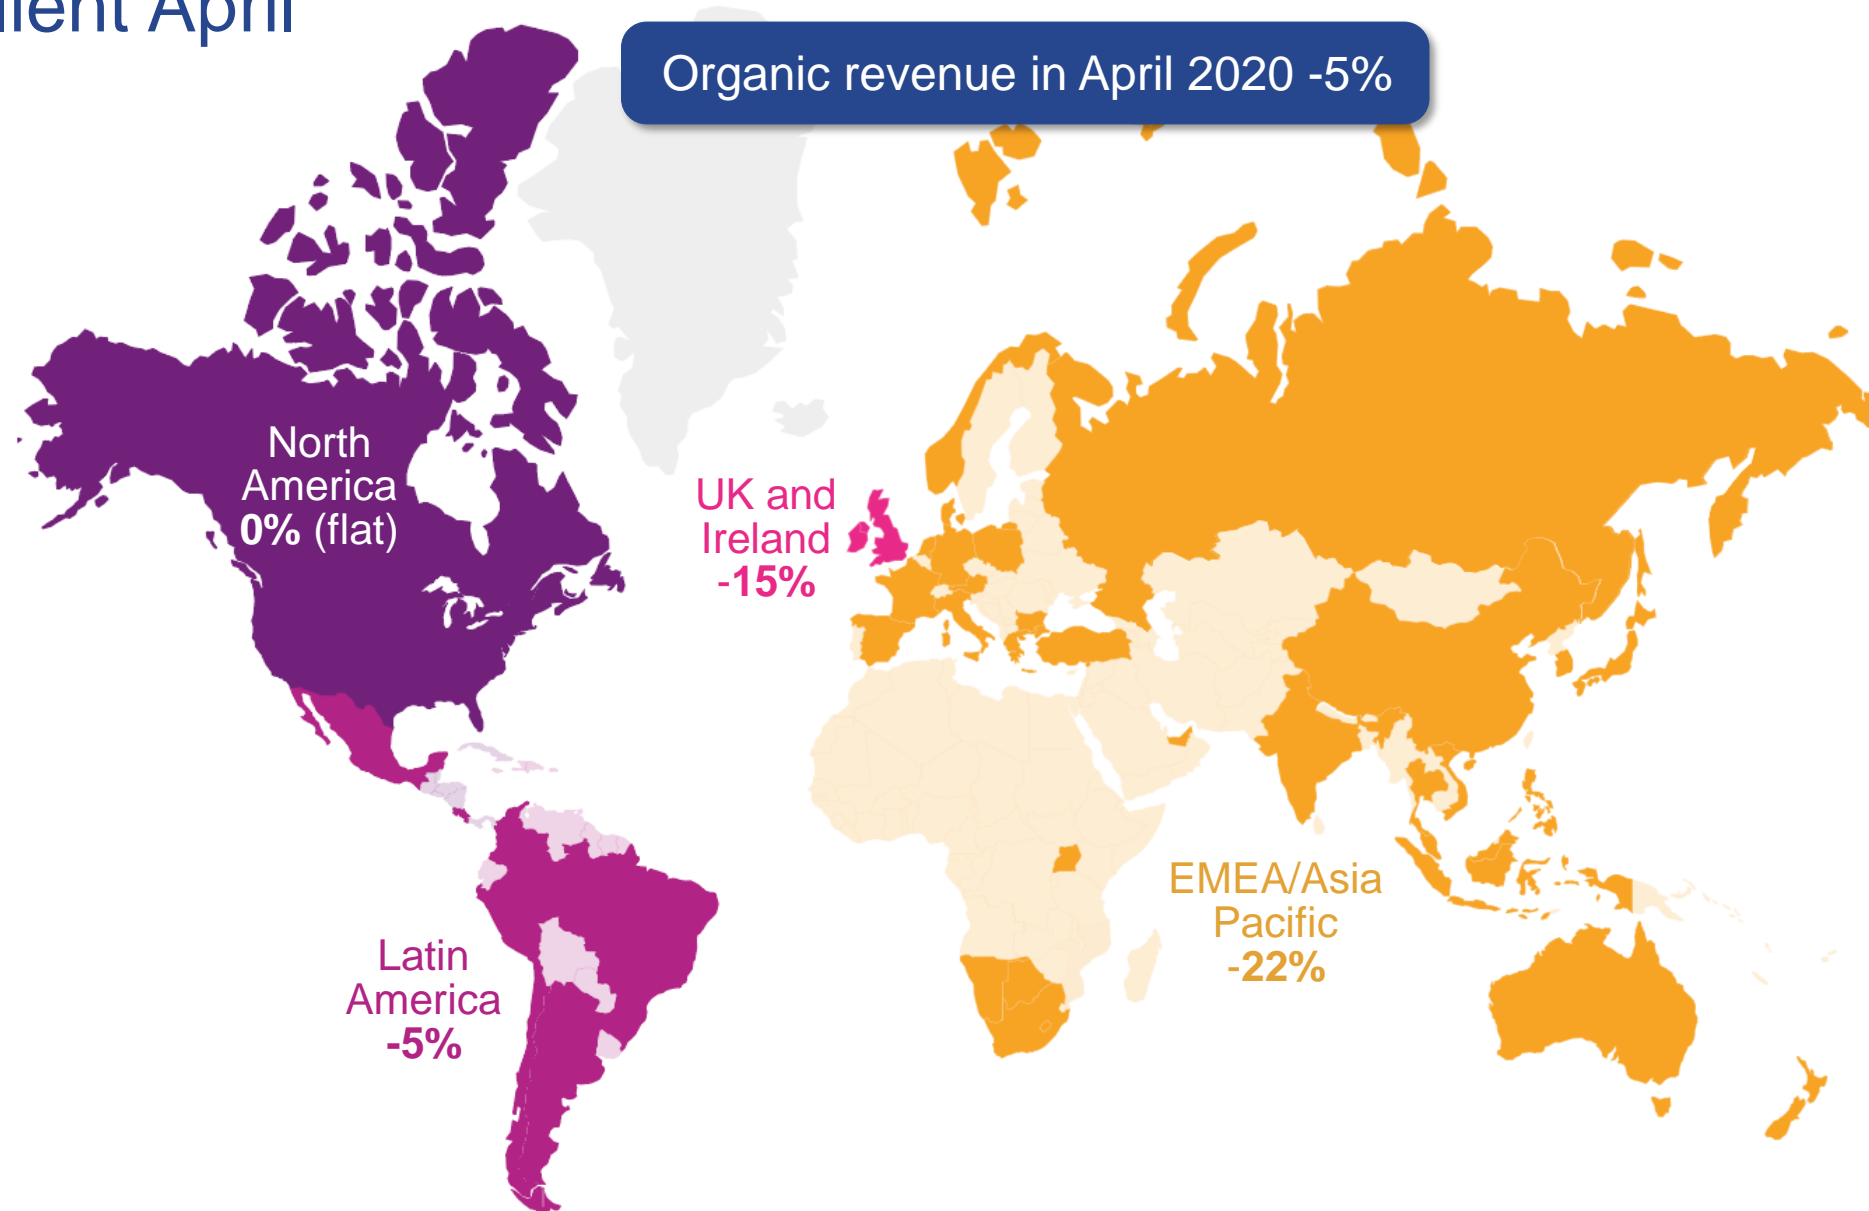 April
Organic revenue in April 2020 -5%
North
America
0% (flat)
UK and
Ireland
-15%
EMEA/Asia
Pacific
-22%
Latin
America
-5%